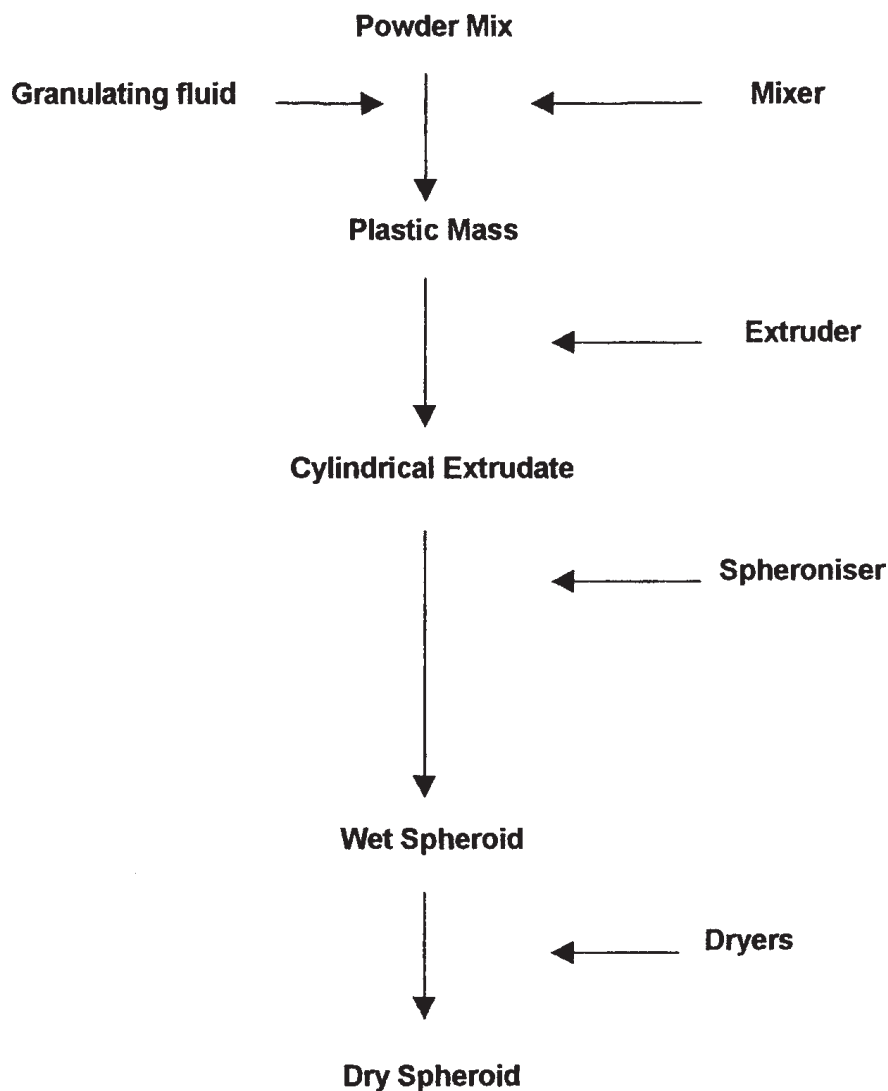 Powder Mix
Granulating fluid
Mixer
Plastic Mass
Extruder
Cylindrical Extrudate
Spheroniser
Wet Spheroid
Dryers
Dry Spheroid